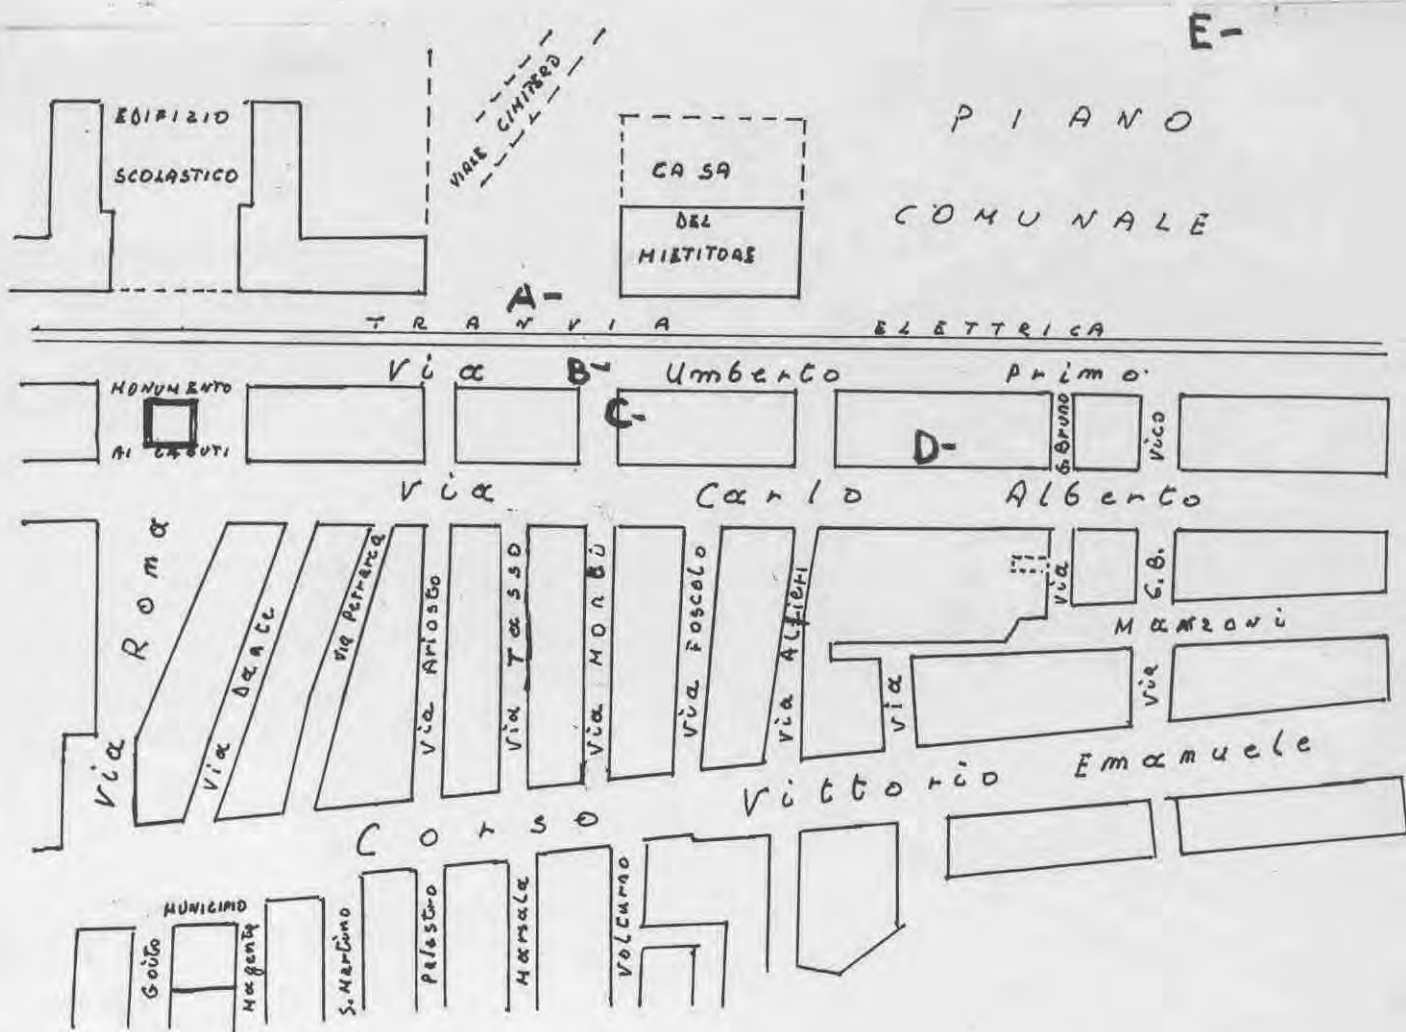 E-
EDIFIZIO
SCOLASTICO
VIALE CIMITERO
CASA
DEL
MIETITORE
PIANO
COMUNALE
A-
TRANVIA ELETTRICA
Via Umberto Primo
B-
MONUMENTO
AI CADUTI
C-
D-
G. BRUNO
Vico
Via Carlo Alberto
Via Roma
Via Dante
Via Petrarca
Via Ariosto
Via Tasso
Via Monti
Via Foscolo
Via Alfieri
Via
G.B.
Manzoni
Via
Via
Corso Vittorio Emanuele
MUNICIPIO
Goito
Magenta
S. Martino
Palestro
Marsala
Volturno